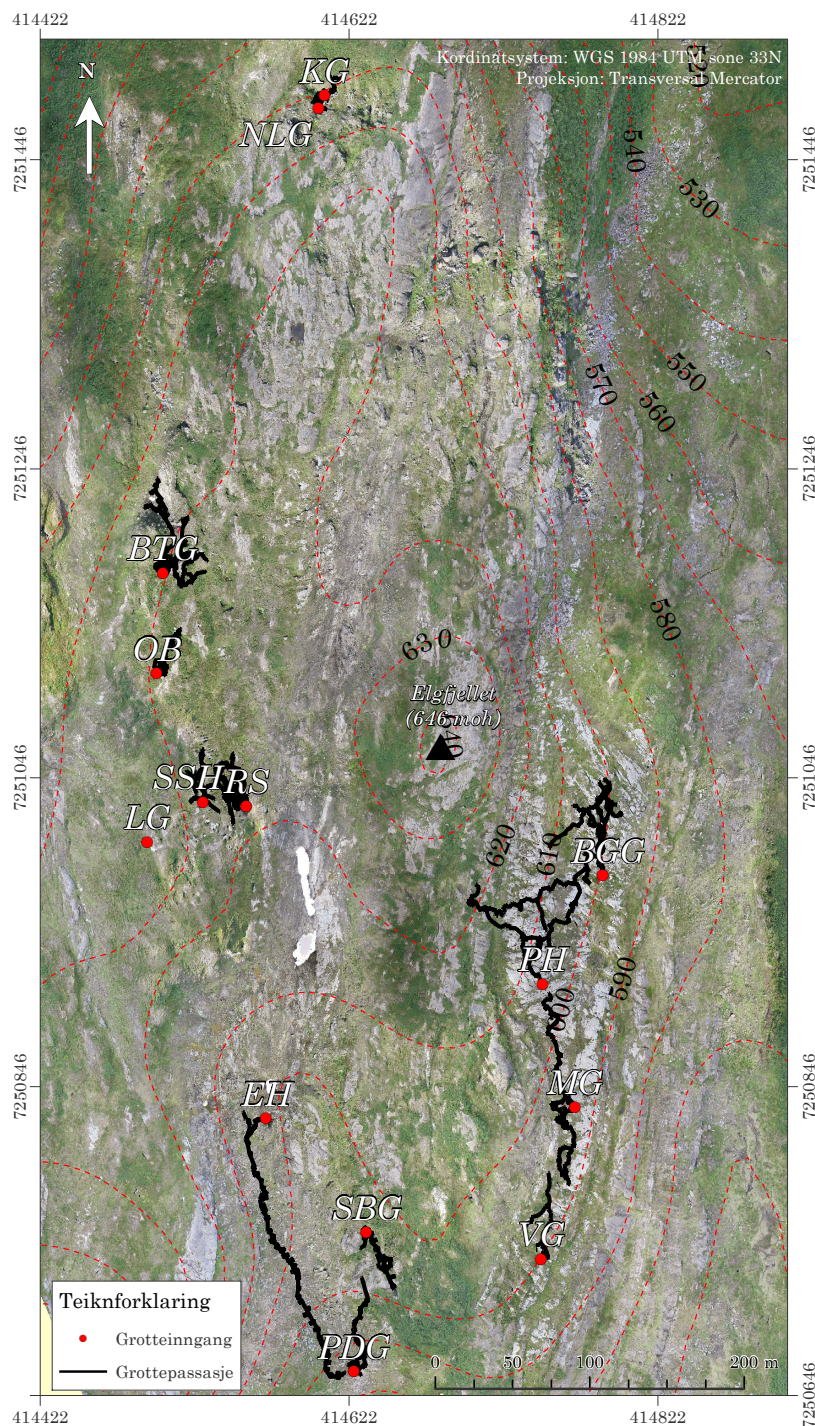 414422
414622
414822
Kordinatsystem: WGS 1984 UTM sone 33N
Projeksjon: Transversal Mercator
N
KG
NLG
520
540
530
7251446
7251446
550
570
560
7251246
7251246
BTG
580
OB
630
Elgfjellet
(646 moh)
640
7251046
7251046
SSH
RS
LG
620
610
BGG
PH
590
600
7250846
7250846
EH
MG
SBG
VG
PDG
Teiknforklaring
Grotteinngang
Grottepassasje
0
50
100
200 m
7250646
414422
414622
414822